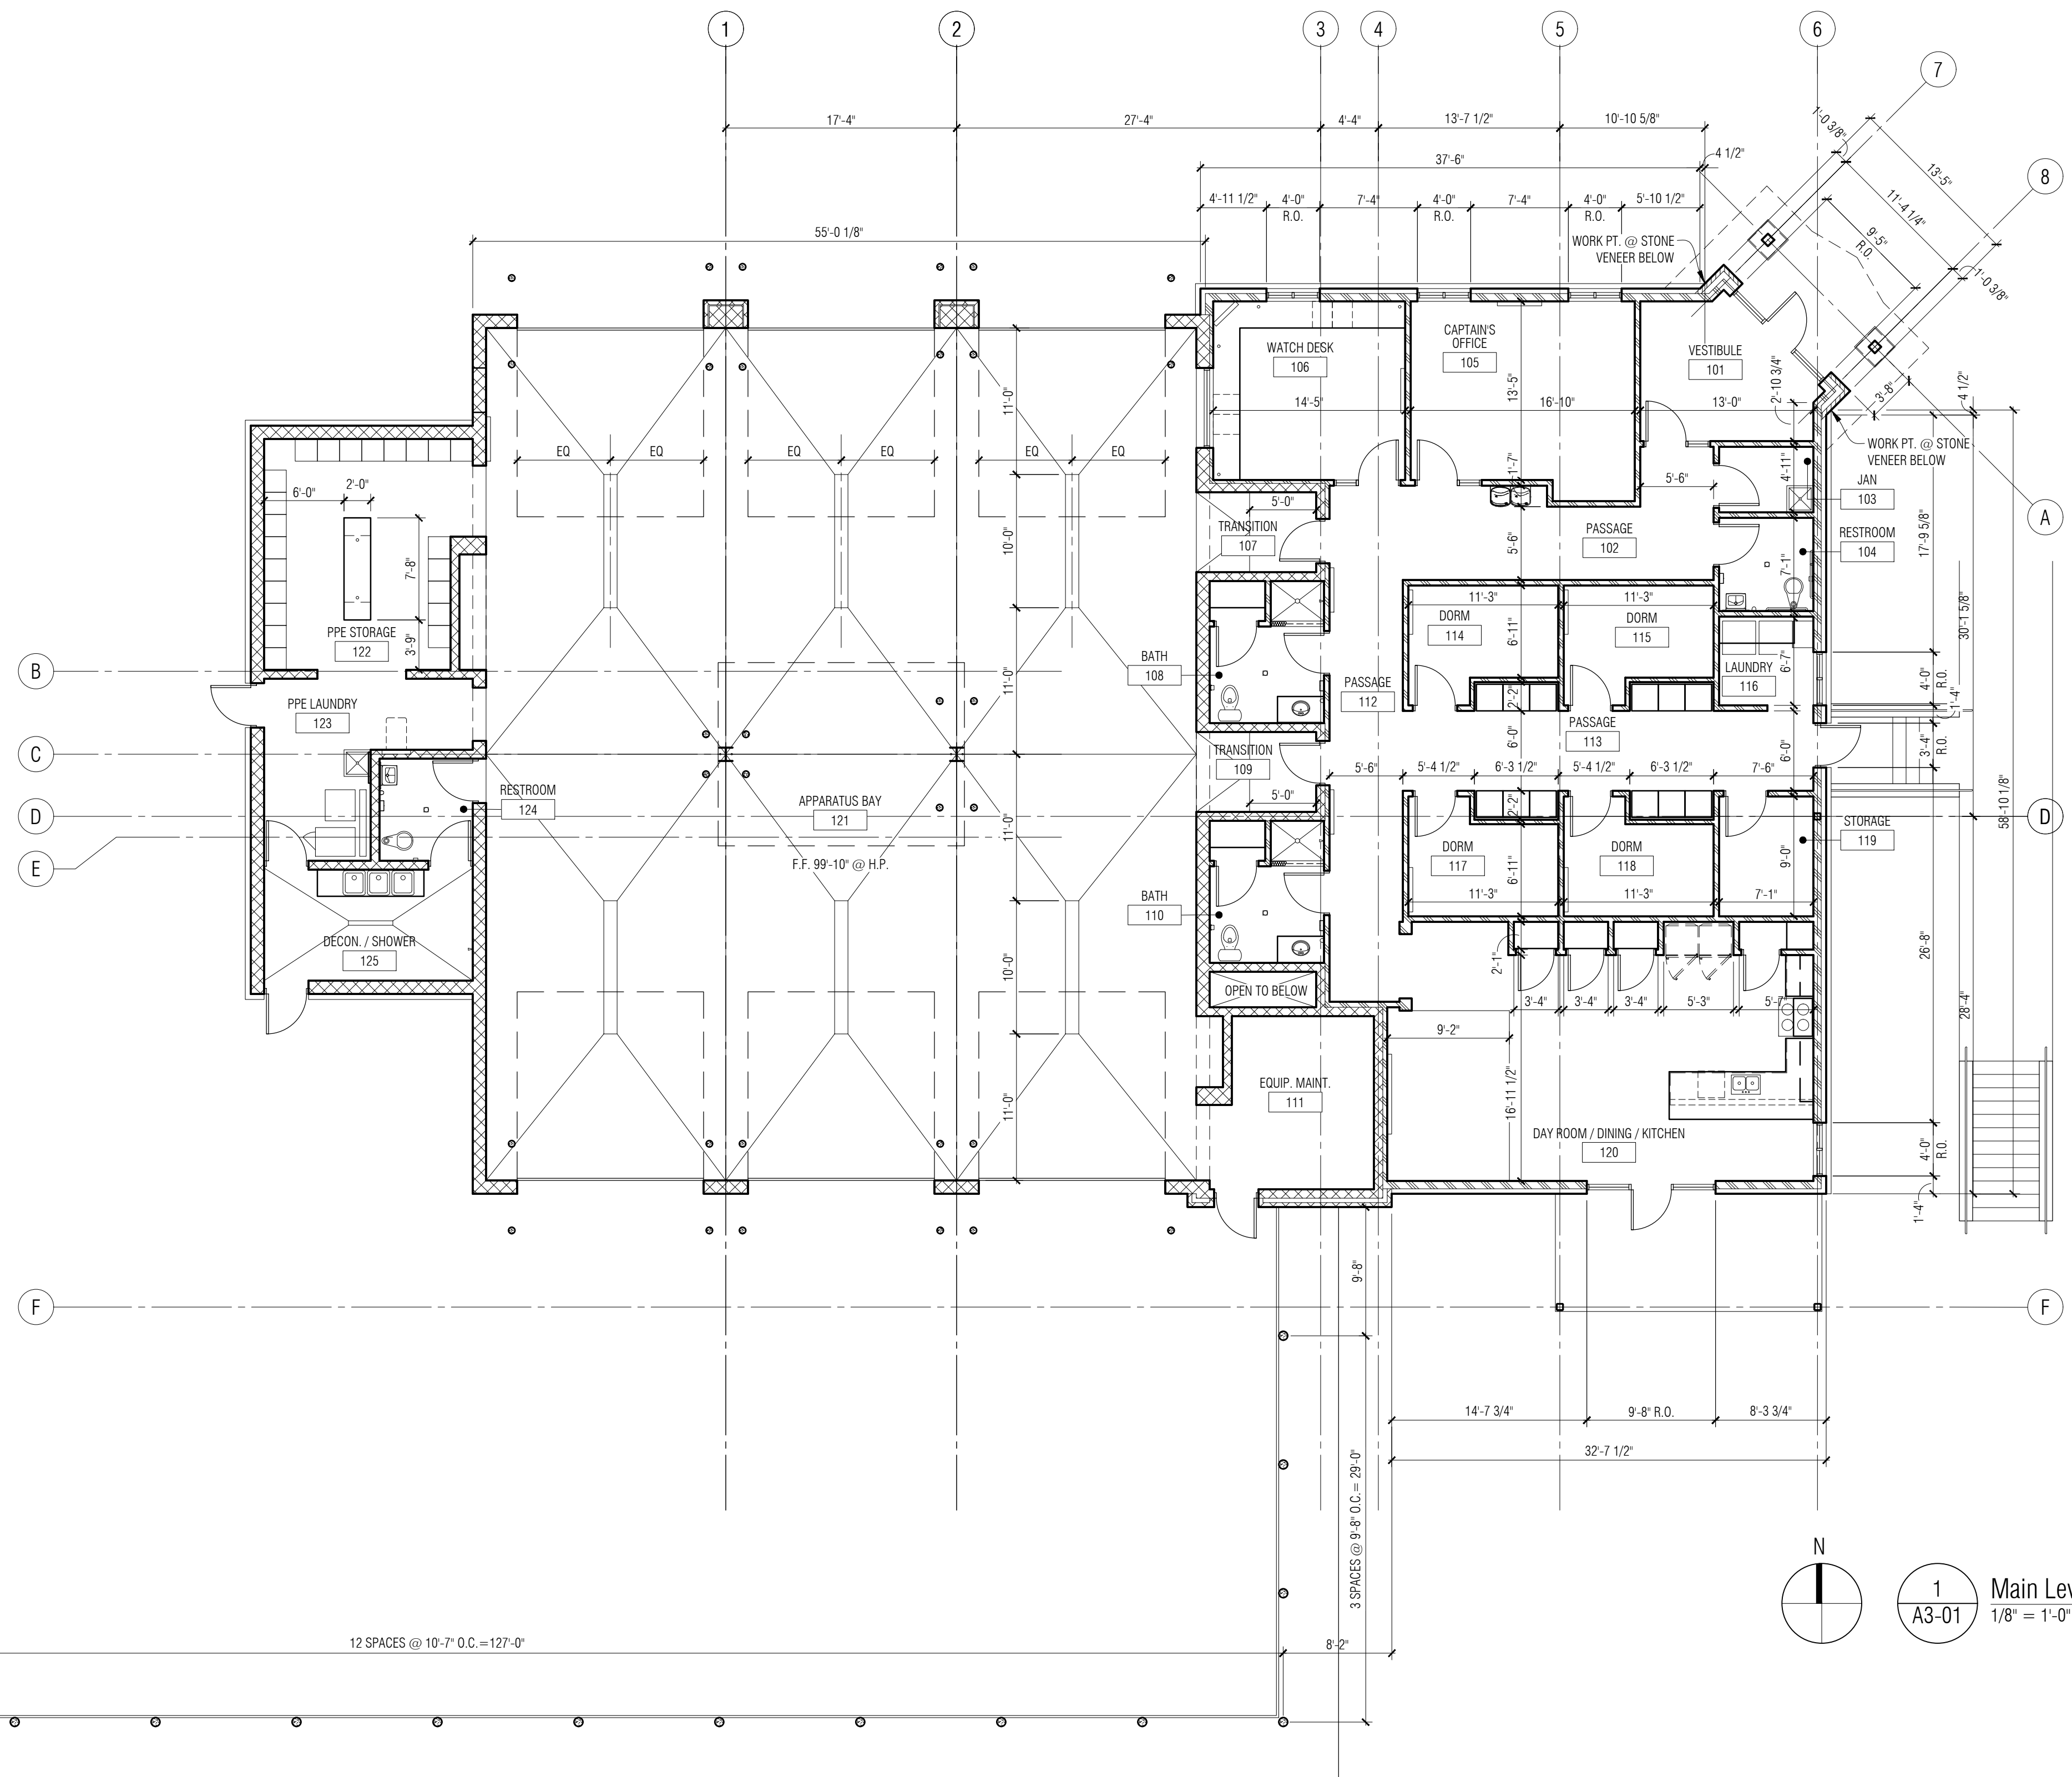 1
2
3
4
5
6
7
8
17'-4"
27'-4"
4'-4"
13'-7 1/2"
10'-10 5/8"
1'-0 3/8"
13'-5"
37'-6"
4 1/2"
11'-4 1/4"
4'-11 1/2"
4'-0"
R.O.
7'-4"
4'-0"
R.O.
7'-4"
4'-0"
R.O.
5'-10 1/2"
9'-5"
R.O.
55'-0 1/8"
WORK PT. @ STONE
VENEER BELOW
1'-0 3/8"
WATCH DESK
106
CAPTAIN'S
OFFICE
105
VESTIBULE
101
2'-10 3/4"
3'-8"
4 1/2"
11'-0"
13'-5"
14'-5"
16'-10"
13'-0"
WORK PT. @ STONE
VENEER BELOW
EQ
EQ
EQ
EQ
EQ
EQ
1'-7"
4'-11"
5'-6"
JAN
103
6'-0"
2'-0"
5'-0"
A
TRANSITION
107
PASSAGE
102
RESTROOM
104
17'-9 5/8"
10'-0"
5'-6"
7'-1"
7'-8"
11'-3"
11'-3"
DORM
114
DORM
115
6'-11"
30'-1 5/8"
PPE STORAGE
122
3'-9"
B
11'-0"
BATH
108
PASSAGE
112
LAUNDRY
116
6'-7"
4'-0"
R.O.
2'-2"
1'-4"
PPE LAUNDRY
123
PASSAGE
113
C
TRANSITION
109
6'-0"
6'-0"
3'-4"
R.O.
5'-6"
5'-4 1/2"
6'-3 1/2"
5'-4 1/2"
6'-3 1/2"
7'-6"
RESTROOM
124
APPARATUS BAY
121
5'-0"
2'-2"
58'-10 1/8"
D
D
STORAGE
119
E
F.F. 99'-10" @ H.P.
11'-0"
DORM
117
DORM
118
6'-11"
9'-0"
11'-3"
11'-3"
7'-1"
BATH
110
DECON. / SHOWER
125
10'-0"
2'-1"
26'-8"
OPEN TO BELOW
3'-4"
3'-4"
3'-4"
5'-3"
5'-7"
28'-4"
9'-2"
EQUIP. MAINT.
111
16'-11 1/2"
11'-0"
DAY ROOM / DINING / KITCHEN
120
4'-0"
R.O.
1'-4"
9'-8"
F
F
14'-7 3/4"
9'-8" R.O.
8'-3 3/4"
32'-7 1/2"
3 SPACES @ 9'-8" O.C.= 29'-0"
N
1
A3-01
Main Lev
1/8" = 1'-0"
12 SPACES @ 10'-7" O.C.=127'-0"
8'-2"